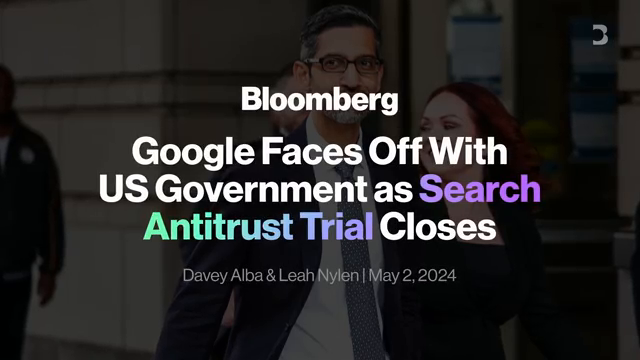 Bloomberg
Google Faces Off With
US Government as Search
Antitrust Trial Closes
Davey Alba & Leah Nylen | May 2, 2024